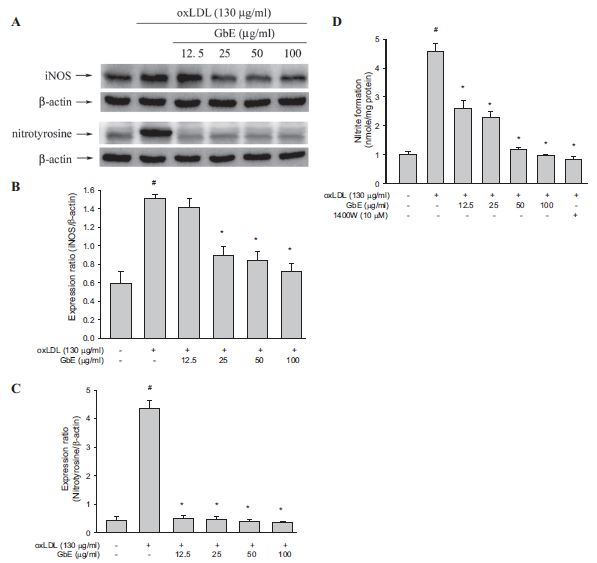 A
oxLDL (130 μg/ml)
GbE (μg/ml)
12.5 25 50 100
iNOS
β-actin
nitrotyrosine
β-actin
B
Expression ratio (iNOS/β-actin)
1.6
1.4
1.2
1.0
0.8
0.6
0.4
0.2
0.0
#
* * *
oxLDL (130 μg/ml) - + + + + +
GbE (μg/ml) - - 12.5 25 50 100
C
Expression ratio
(Nitrotyrosine/β-actin)
5
4
3
2
1
0
#
* * * *
oxLDL (130 μg/ml) - + + + + +
GbE (μg/ml) - - 12.5 25 50 100
D
Nitrite formation
(nmole/mg protein)
5
4
3
2
1
0
#
* * * * *
oxLDL (130 μg/ml) - + + + + + +
GbE (μg/ml) - - 12.5 25 50 100 -
1400W (10 μM) - - - - - - +